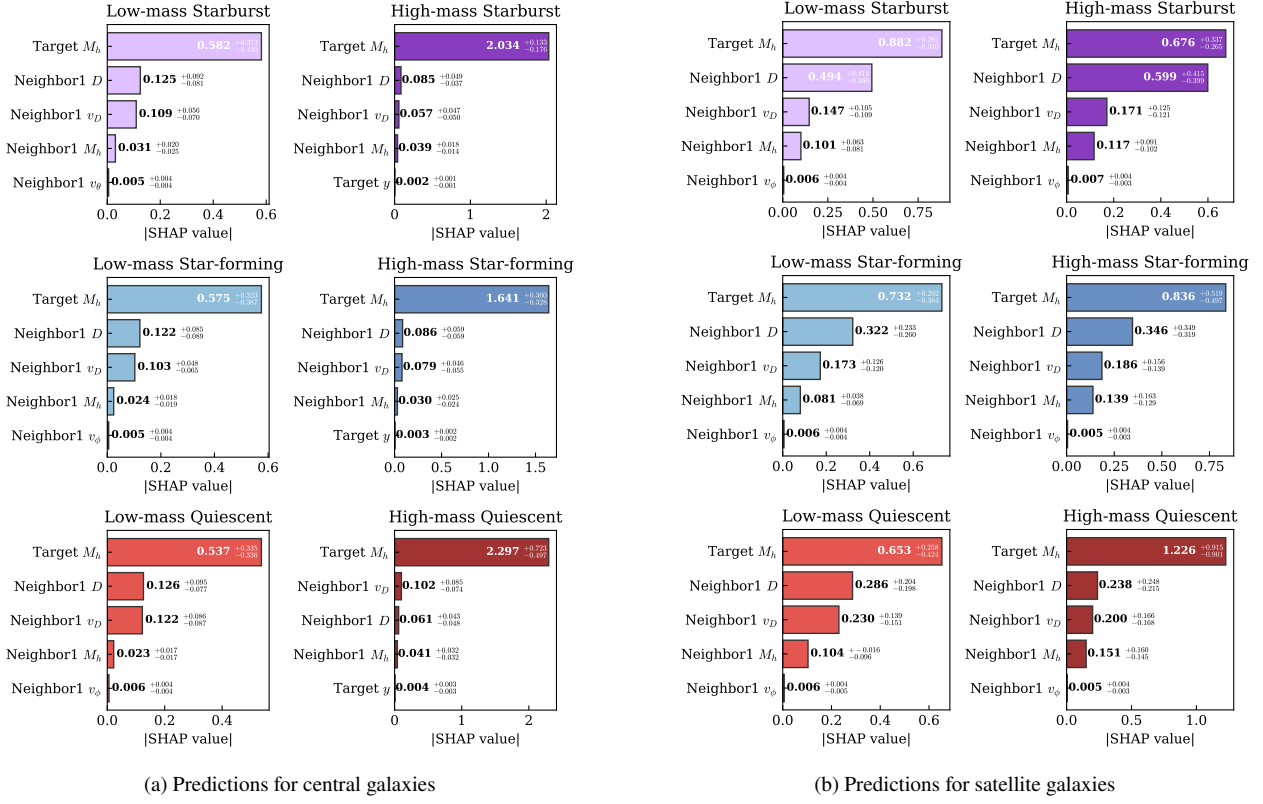 Low-mass Starburst
Target M_h 0.582
Neighbor1 D 0.125 +0.092 −0.081
Neighbor1 v_D 0.109 +0.056 −0.070
Neighbor1 M_h 0.031 +0.020 −0.025
Neighbor1 v_θ 0.005 +0.004 −0.004
0.0 0.2 0.4 0.6
|SHAP value|
High-mass Starburst
Target M_h 2.034 +0.133 −0.176
Neighbor1 D 0.085 +0.049 −0.037
Neighbor1 v_D 0.057 +0.047 −0.050
Neighbor1 M_h 0.039 +0.018 −0.014
Target y 0.002 +0.001 −0.001
0 1 2
|SHAP value|
Low-mass Star-forming
Target M_h 0.575 +0.323 −0.387
Neighbor1 D 0.122 +0.085 −0.089
Neighbor1 v_D 0.103 +0.048 −0.065
Neighbor1 M_h 0.024 +0.018 −0.019
Neighbor1 v_ϕ 0.005 +0.004 −0.004
0.0 0.2 0.4 0.6
|SHAP value|
High-mass Star-forming
Target M_h 1.641 +0.360 −0.328
Neighbor1 D 0.086 +0.059 −0.059
Neighbor1 v_D 0.079 +0.046 −0.055
Neighbor1 M_h 0.030 +0.025 −0.024
Target y 0.003 +0.002 −0.002
0.0 0.5 1.0 1.5
|SHAP value|
Low-mass Quiescent
Target M_h 0.537 +0.335 −0.336
Neighbor1 D 0.126 +0.095 −0.077
Neighbor1 v_D 0.122 +0.086 −0.087
Neighbor1 M_h 0.023 +0.017 −0.017
Neighbor1 v_ϕ 0.006 +0.004 −0.004
0.0 0.2 0.4
|SHAP value|
High-mass Quiescent
Target M_h 2.297 +0.723 −0.497
Neighbor1 v_D 0.102 +0.085 −0.074
Neighbor1 D 0.061 +0.043 −0.048
Neighbor1 M_h 0.041 +0.032 −0.032
Target y 0.004 +0.003 −0.003
0 1 2
|SHAP value|
(a) Predictions for central galaxies
Low-mass Starburst
Target M_h 0.882
Neighbor1 D 0.494
Neighbor1 v_D 0.147 +0.105 −0.109
Neighbor1 M_h 0.101 +0.063 −0.081
Neighbor1 v_ϕ 0.006 +0.004 −0.004
0.0 0.25 0.50 0.75
|SHAP value|
High-mass Starburst
Target M_h 0.676 +0.337 −0.265
Neighbor1 D 0.599 +0.415 −0.399
Neighbor1 v_D 0.171 +0.125 −0.121
Neighbor1 M_h 0.117 +0.091 −0.102
Neighbor1 v_ϕ 0.007 +0.004 −0.003
0.0 0.2 0.4 0.6
|SHAP value|
Low-mass Star-forming
Target M_h 0.732 +0.292 −0.384
Neighbor1 D 0.322 +0.233 −0.260
Neighbor1 v_D 0.173 +0.126 −0.120
Neighbor1 M_h 0.081 +0.038 −0.069
Neighbor1 v_ϕ 0.006 +0.004 −0.004
0.0 0.2 0.4 0.6
|SHAP value|
High-mass Star-forming
Target M_h 0.836 +0.519 −0.497
Neighbor1 D 0.346 +0.349 −0.319
Neighbor1 v_D 0.186 +0.156 −0.139
Neighbor1 M_h 0.139 +0.163 −0.129
Neighbor1 v_ϕ 0.005 +0.004 −0.003
0.00 0.25 0.50 0.75
|SHAP value|
Low-mass Quiescent
Target M_h 0.653 +0.258 −0.424
Neighbor1 D 0.286 +0.204 −0.198
Neighbor1 v_D 0.230 +0.139 −0.151
Neighbor1 M_h 0.104 +−0.016 −0.096
Neighbor1 v_ϕ 0.006 +0.004 −0.005
0.0 0.2 0.4 0.6
|SHAP value|
High-mass Quiescent
Target M_h 1.226 +0.915 −0.901
Neighbor1 D 0.238 +0.248 −0.215
Neighbor1 v_D 0.200 +0.166 −0.168
Neighbor1 M_h 0.151 +0.160 −0.145
Neighbor1 v_ϕ 0.005 +0.004 −0.003
0.0 0.5 1.0
|SHAP value|
(b) Predictions for satellite galaxies